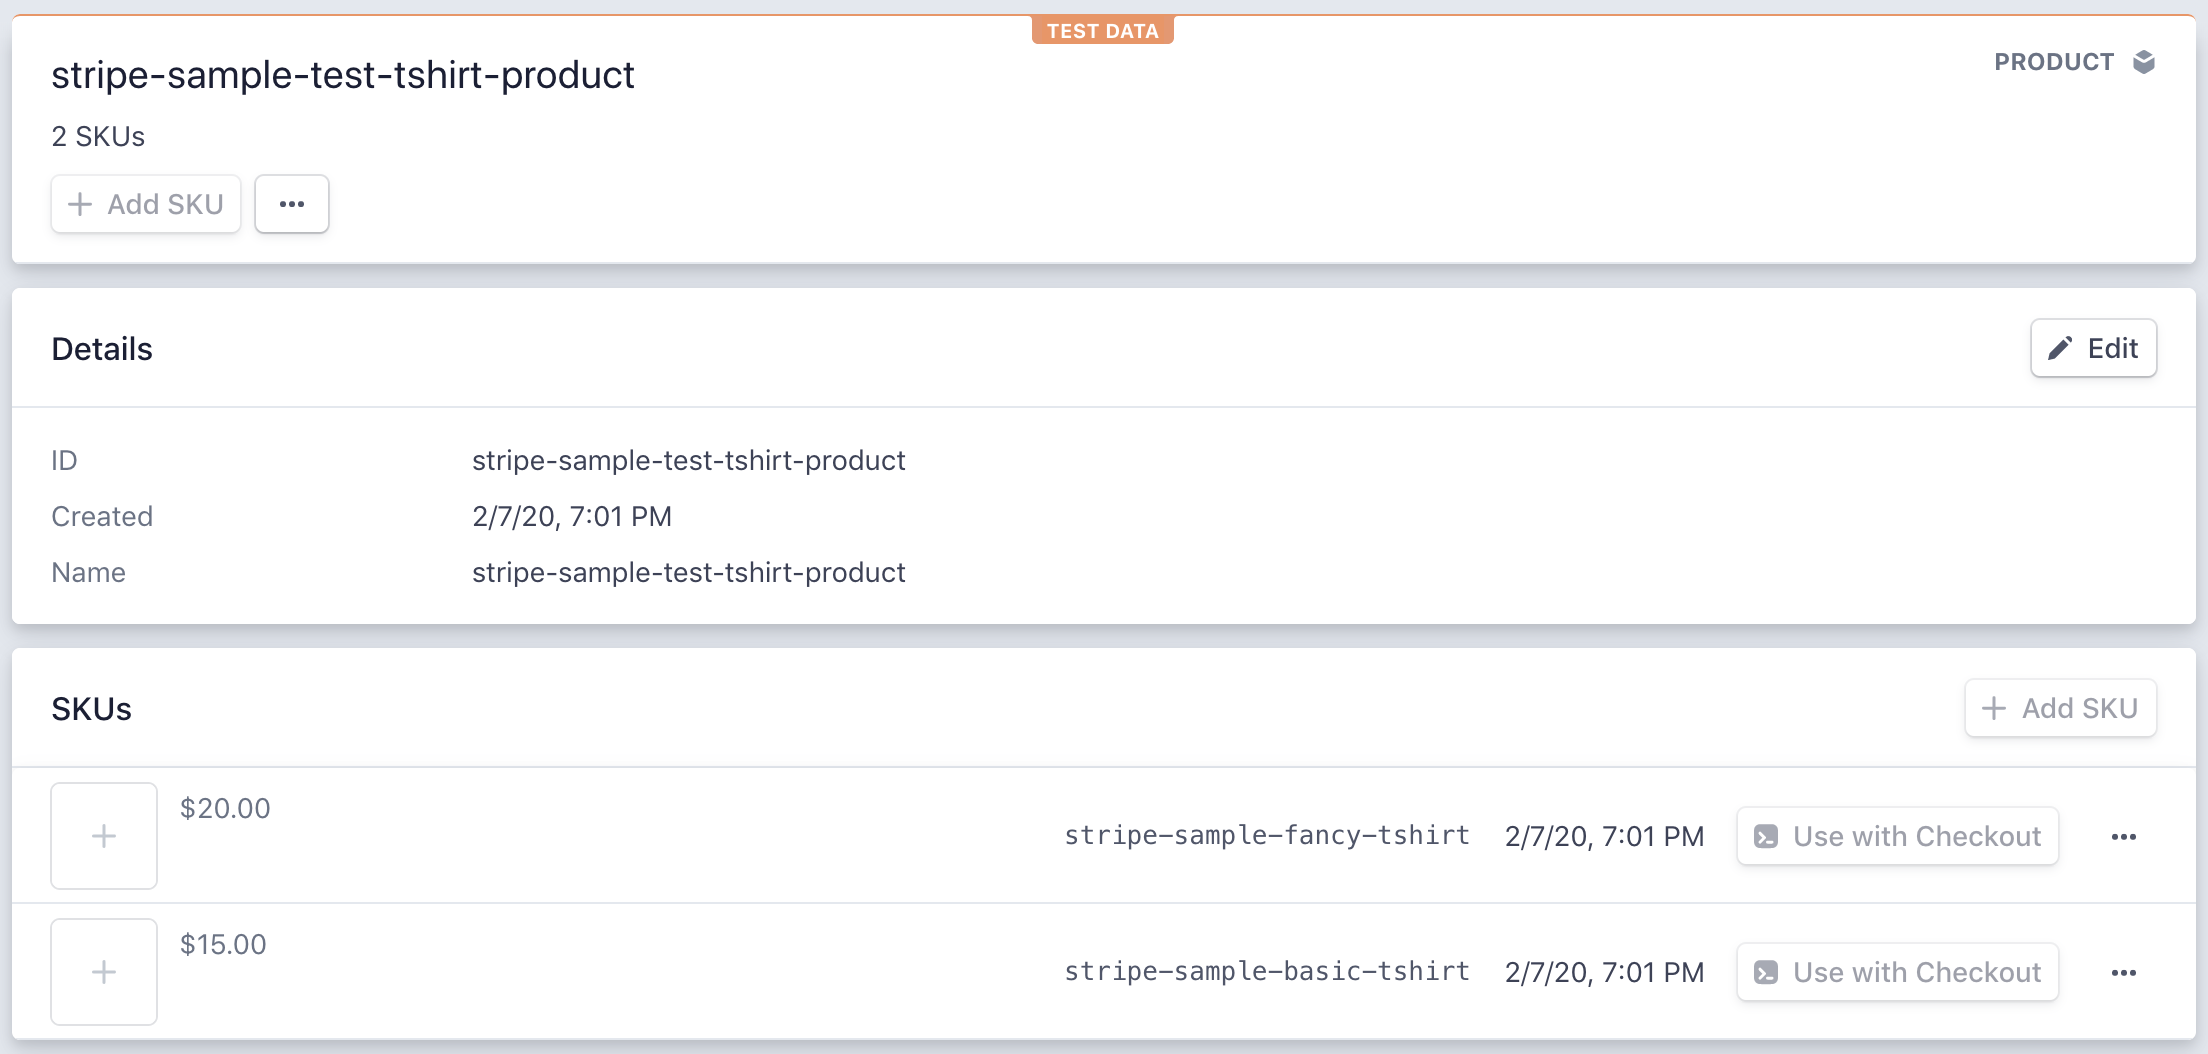 TEST DATA
stripe-sample-test-tshirt-product
PRODUCT
2 SKUs
Add SKU
Details
Edit
ID stripe-sample-test-tshirt-product
Created 2/7/20, 7:01 PM
Name stripe-sample-test-tshirt-product
SKUs
Add SKU
$20.00 stripe-sample-fancy-tshirt 2/7/20, 7:01 PM Use with Checkout
$15.00 stripe-sample-basic-tshirt 2/7/20, 7:01 PM Use with Checkout